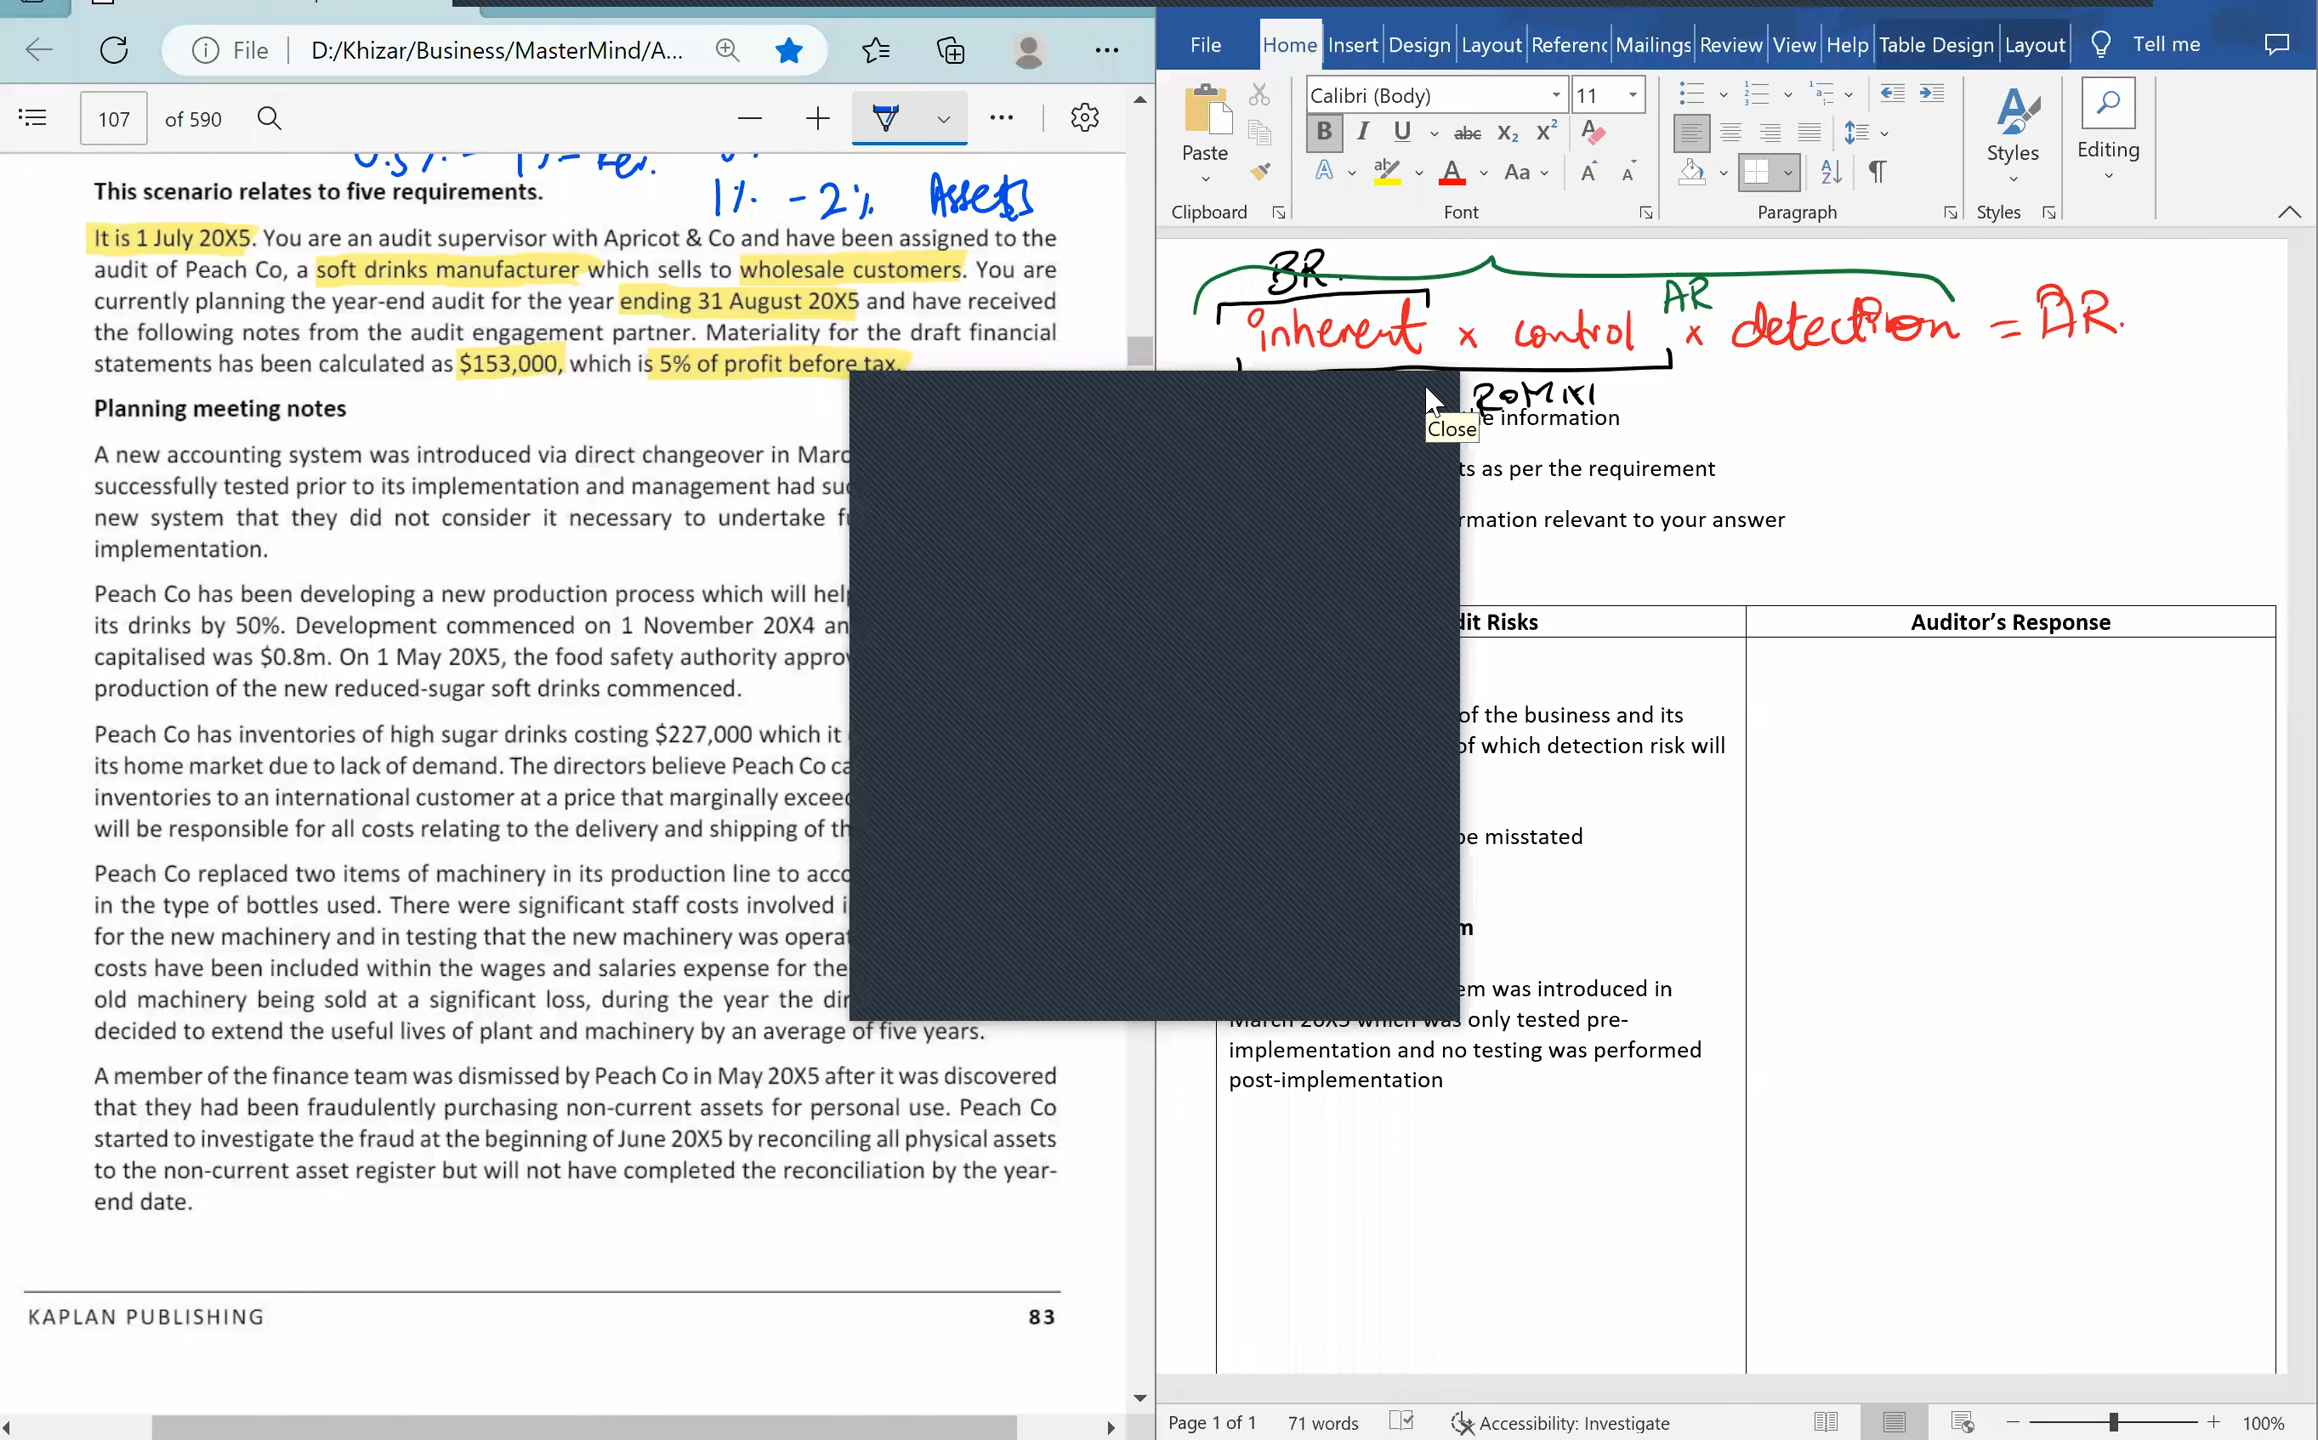 File
D:/Khizar/Business/MasterMind/A...
107 of 590
1% - 2% Assets
This scenario relates to five requirements.
It is 1 July 20X5. You are an audit supervisor with Apricot & Co and have been assigned to the
audit of Peach Co, a soft drinks manufacturer which sells to wholesale customers. You are
currently planning the year-end audit for the year ending 31 August 20X5 and have received
the following notes from the audit engagement partner. Materiality for the draft financial
statements has been calculated as $153,000, which is 5% of profit before tax.
Planning meeting notes
A new accounting system was introduced via direct changeover in
successfully tested prior to its implementation and management had
new system that they did not consider it necessary to undertake
implementation.
Peach Co has been developing a new production process which will
its drinks by 50%. Development commenced on 1 November 20X4
capitalised was $0.8m. On 1 May 20X5, the food safety authority
production of the new reduced-sugar soft drinks commenced.
Peach Co has inventories of high sugar drinks costing $227,000 which it
its home market due to lack of demand. The directors believe Peach Co
inventories to an international customer at a price that marginally
will be responsible for all costs relating to the delivery and shipping of
Peach Co replaced two items of machinery in its production line to
in the type of bottles used. There were significant staff costs involved
for the new machinery and in testing that the new machinery was
costs have been included within the wages and salaries expense for the
old machinery being sold at a significant loss, during the year the
decided to extend the useful lives of plant and machinery by an average of five years.
A member of the finance team was dismissed by Peach Co in May 20X5 after it was discovered
that they had been fraudulently purchasing non-current assets for personal use. Peach Co
started to investigate the fraud at the beginning of June 20X5 by reconciling all physical assets
to the non-current asset register but will not have completed the reconciliation by the year-
end date.
KAPLAN PUBLISHING 83
File Home Insert Design Layout Referenc Mailings Review View Help Table Design Layout Tell me
Calibri (Body) 11
Paste Styles Editing
Clipboard Font Paragraph Styles
BR.
AR
inherent x control x detection = AR.
ROMM
Close
the information
as per the requirement
relevant to your answer
Risks Auditor's Response
of the business and its
of which detection risk will
be misstated
was introduced in
March 20X5 which was only tested pre-
implementation and no testing was performed
post-implementation
Page 1 of 1 71 words Accessibility: Investigate 100%